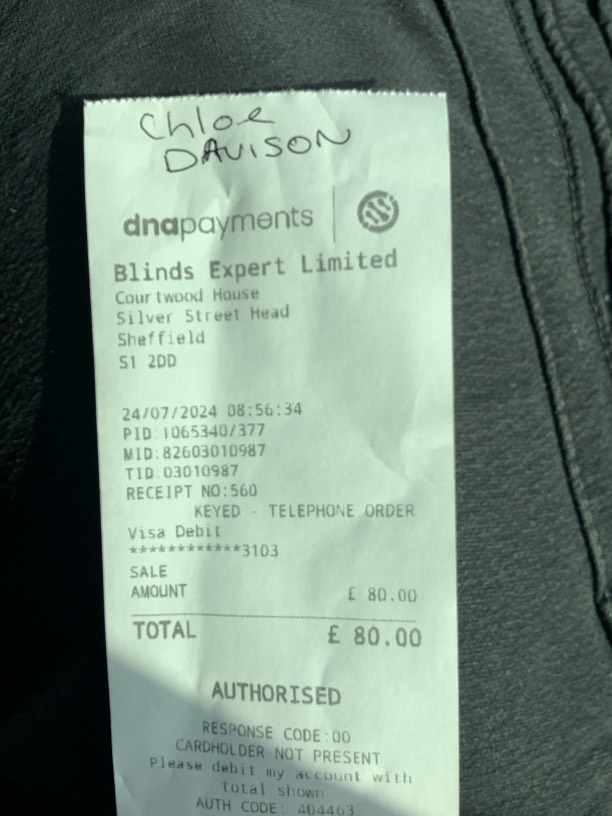 Chloe
DAVISON
dnapayments
Blinds Expert Limited
Courtwood House
Silver Street Head
Sheffield
S1 2DD
24/07/2024 08:56:34
PID:1065340/377
MID:82603010987
TID:03010987
RECEIPT NO:560
KEYED - TELEPHONE ORDER
Visa Debit
************3103
SALE
AMOUNT £ 80.00
TOTAL £ 80.00
AUTHORISED
RESPONSE CODE:00
CARDHOLDER NOT PRESENT
Please debit my account with
total shown
AUTH CODE: 404463